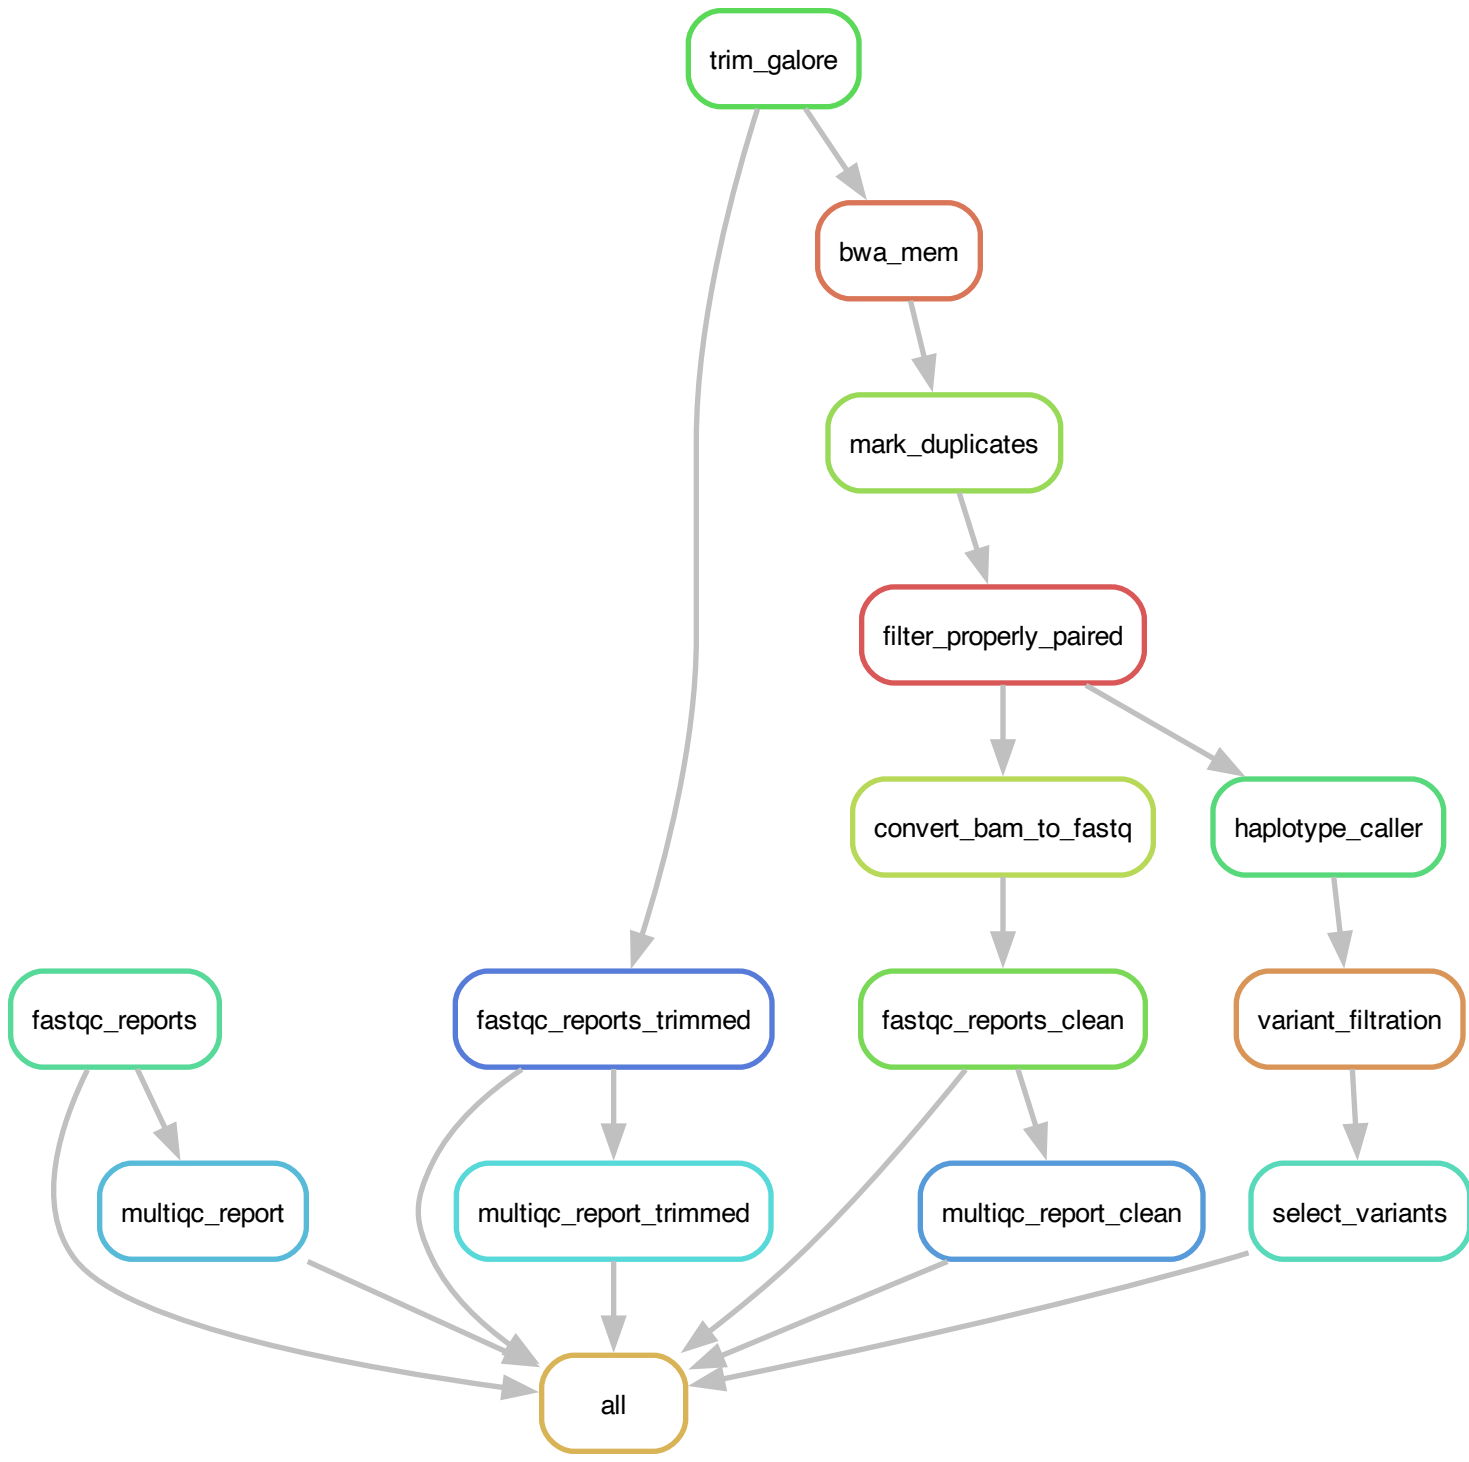 trim_galore
bwa_mem
mark_duplicates
filter_properly_paired
convert_bam_to_fastq
haplotype_caller
fastqc_reports
fastqc_reports_trimmed
fastqc_reports_clean
variant_filtration
multiqc_report
multiqc_report_trimmed
multiqc_report_clean
select_variants
all